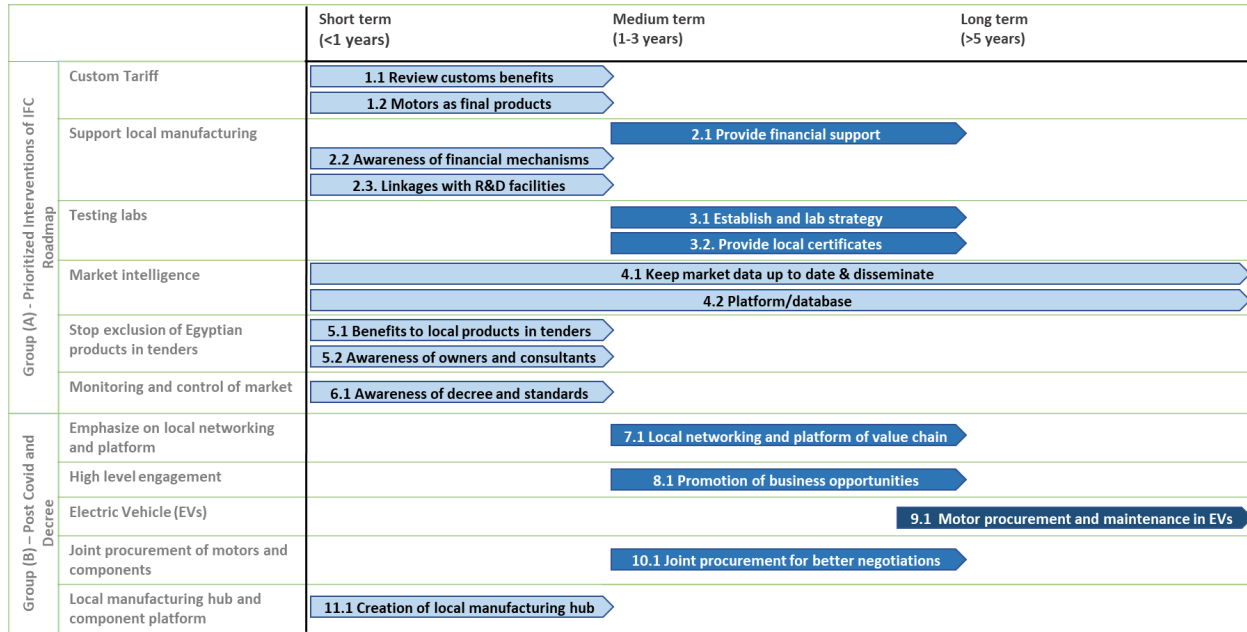 Short term
(<1 years)
Medium term
(1-3 years)
Long term
(>5 years)
Group (A) - Prioritized Interventions of IFC
Roadmap
Custom Tariff
1.1 Review customs benefits
1.2 Motors as final products
Support local manufacturing
2.1 Provide financial support
2.2 Awareness of financial mechanisms
2.3. Linkages with R&D facilities
Testing labs
3.1 Establish and lab strategy
3.2. Provide local certificates
Market intelligence
4.1 Keep market data up to date & disseminate
4.2 Platform/database
Stop exclusion of Egyptian
products in tenders
5.1 Benefits to local products in tenders
5.2 Awareness of owners and consultants
Monitoring and control of market
6.1 Awareness of decree and standards
Group (B) – Post Covid and
Decree
Emphasize on local networking
and platform
7.1 Local networking and platform of value chain
High level engagement
8.1 Promotion of business opportunities
Electric Vehicle (EVs)
9.1 Motor procurement and maintenance in EVs
Joint procurement of motors and
components
10.1 Joint procurement for better negotiations
Local manufacturing hub and
component platform
11.1 Creation of local manufacturing hub